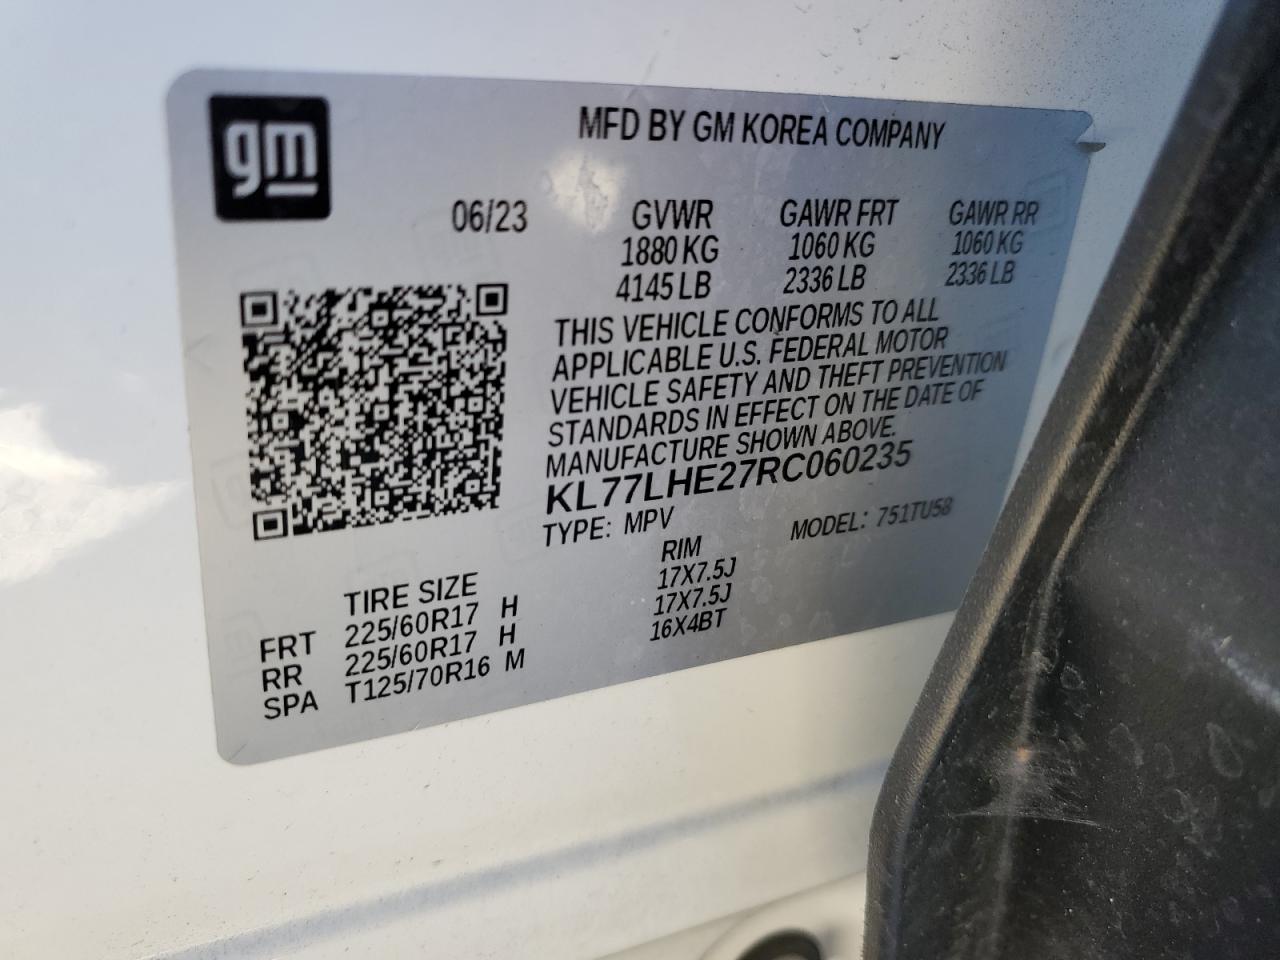 gm
MFD BY GM KOREA COMPANY
06/23 GVWR GAWR FRT GAWR RR
1880 KG 1060 KG 1060 KG
4145 LB 2336 LB 2336 LB
THIS VEHICLE CONFORMS TO ALL
APPLICABLE U.S. FEDERAL MOTOR
VEHICLE SAFETY AND THEFT PREVENTION
STANDARDS IN EFFECT ON THE DATE OF
MANUFACTURE SHOWN ABOVE.
KL77LHE27RC060235
TYPE: MPV MODEL: 751TU58
TIRE SIZE RIM
FRT 225/60R17 H 17X7.5J
RR 225/60R17 H 17X7.5J
SPA T125/70R16 M 16X4BT